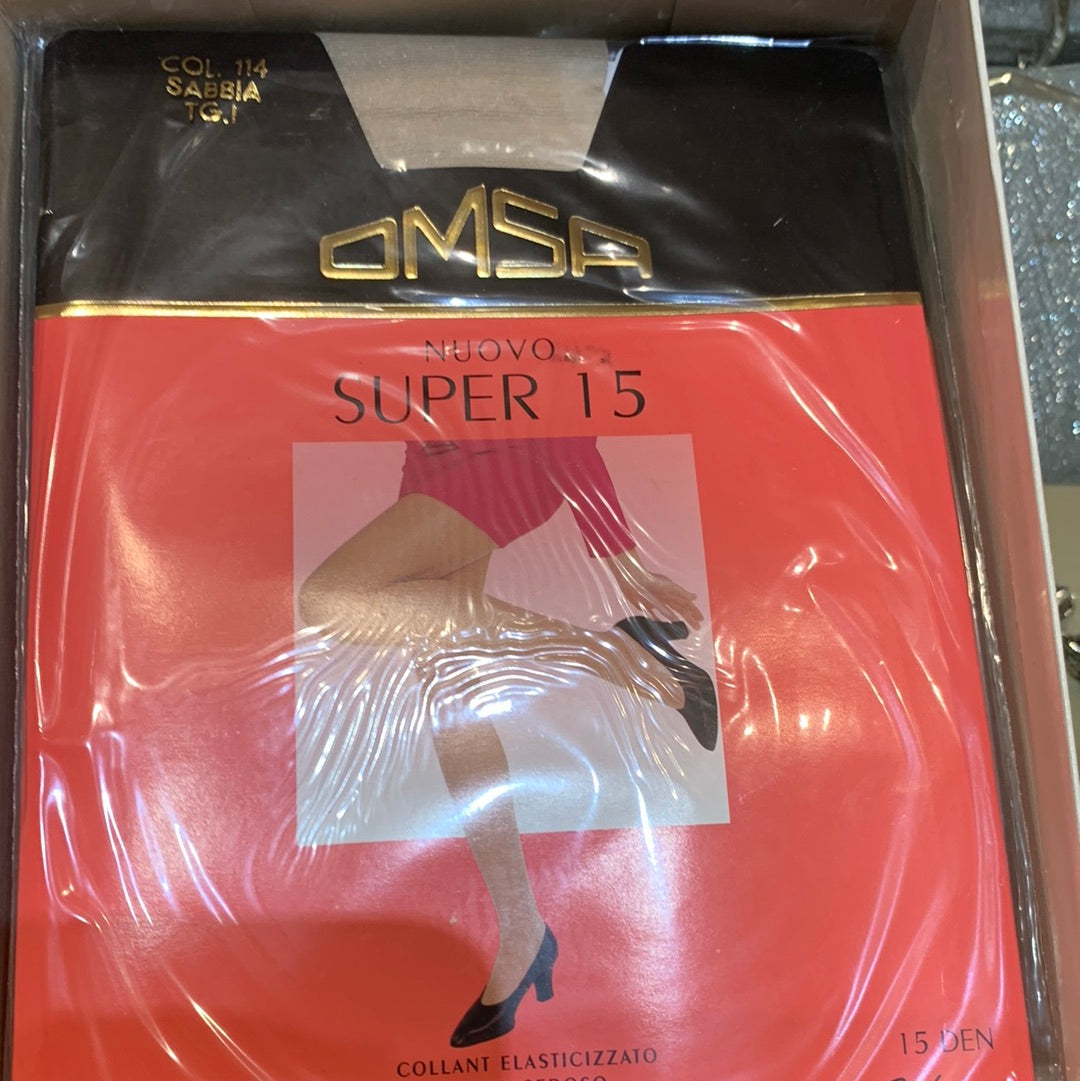 COL. 114
SABBIA
TG.I
OMSA
NUOVO
SUPER 15
15 DEN
COLLANT ELASTICIZZATO